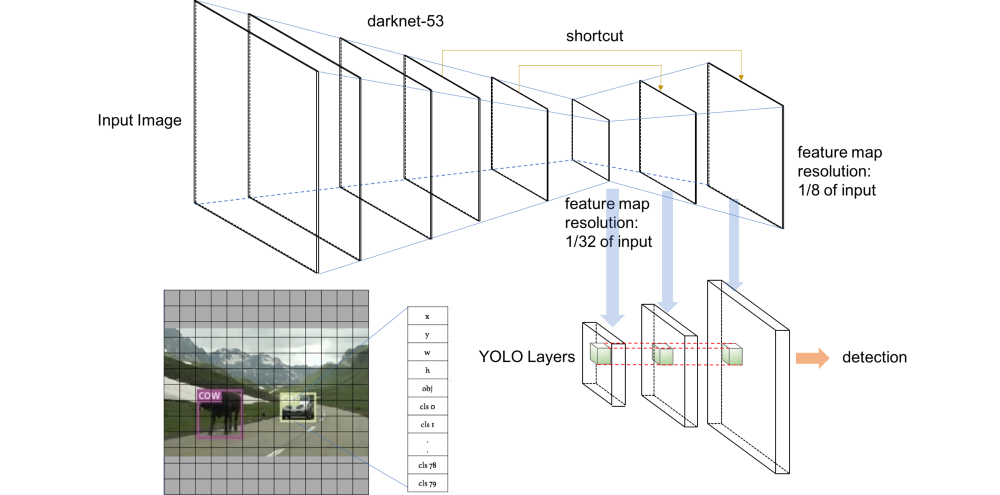 darknet-53
shortcut
Input Image
feature map
resolution:
1/8 of input
feature map
resolution:
1/32 of input
x
y
w
h
obj
cls 0
cls 1
.
.
cls 78
cls 79
COW
YOLO Layers
detection